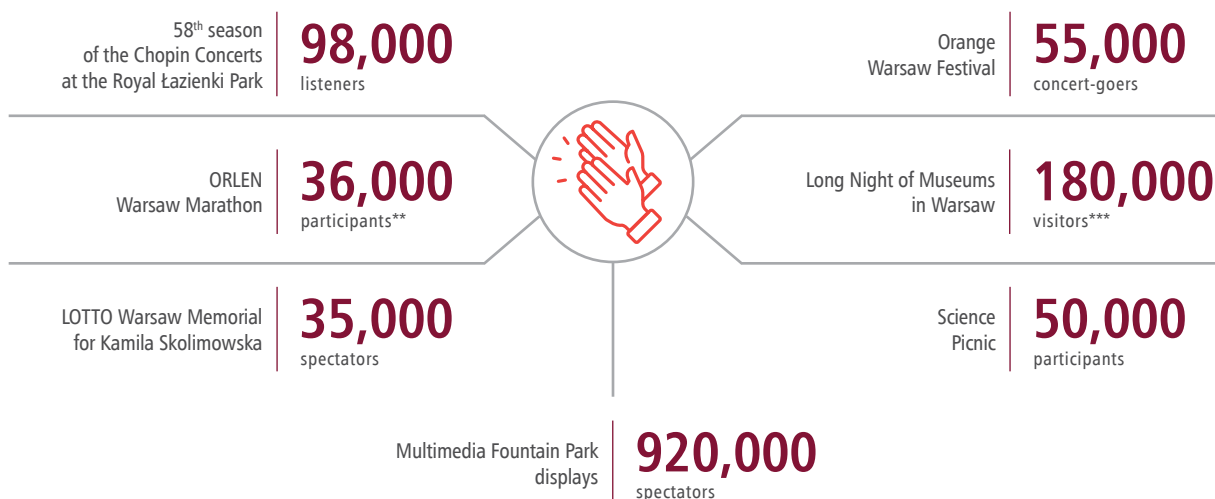 58th season
of the Chopin Concerts
at the Royal Łazienki Park
98,000
listeners
Orange
Warsaw Festival
55,000
concert-goers
ORLEN
Warsaw Marathon
36,000
participants**
Long Night of Museums
in Warsaw
180,000
visitors***
LOTTO Warsaw Memorial
for Kamila Skolimowska
35,000
spectators
Science
Picnic
50,000
participants
Multimedia Fountain Park
displays
920,000
spectators